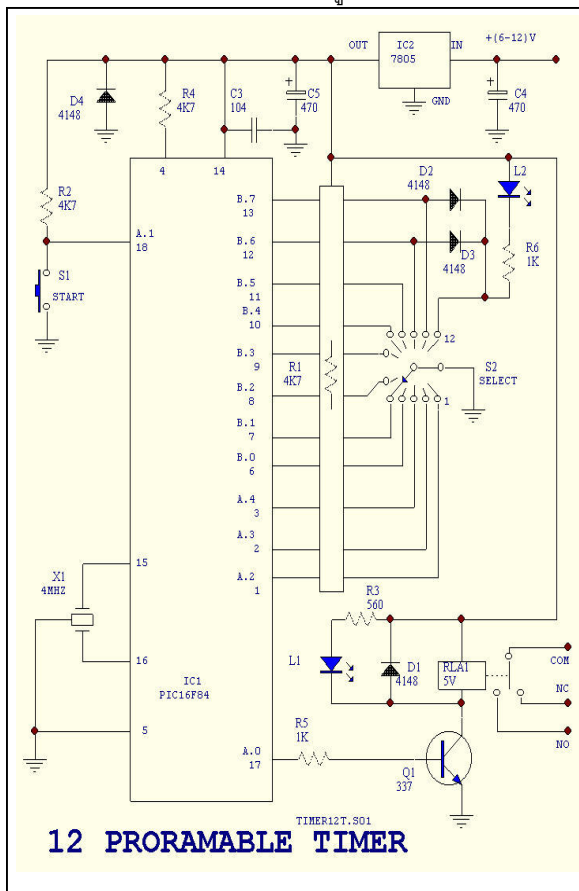 OUT
IC2
7805
IN
+(6-12)V
GND
D4
4148
R4
4K7
C3
104
C5
470
C4
470
4
14
R2
4K7
A.1
18
S1
START
B.7
13
B.6
12
B.5
11
B.4
10
B.3
9
B.2
8
B.1
7
B.0
6
A.4
3
A.3
2
A.2
1
R1
4K7
D2
4148
D3
4148
L2
R6
1K
12
S2
SELECT
1
X1
4MHZ
15
16
IC1
PIC16F84
5
A.0
17
R3
560
L1
D1
4148
RLA1
5V
COM
NC
NO
R5
1K
Q1
337
TIMER12T.S01
12 PRORAMABLE TIMER